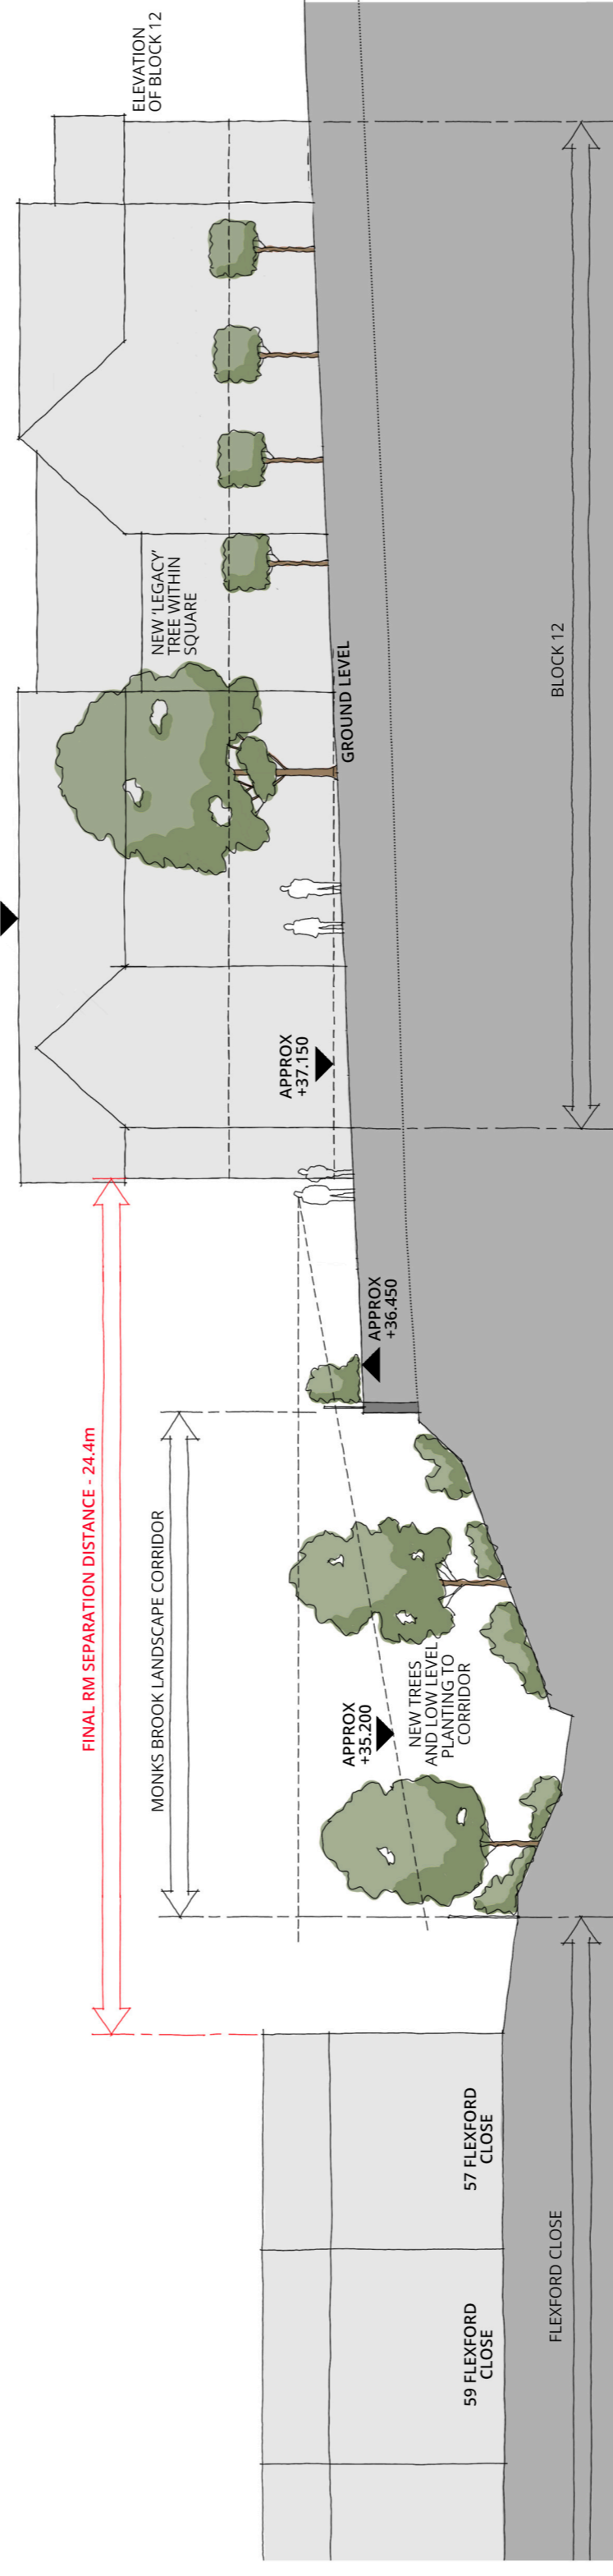 FINAL RM SEPARATION DISTANCE - 24.4m
MONKS BROOK LANDSCAPE CORRIDOR
59 FLEXFORD
CLOSE
57 FLEXFORD
CLOSE
FLEXFORD CLOSE
APPROX
+35.200
NEW TREES
AND LOW LEVEL
PLANTING TO
CORRIDOR
APPROX
+36.450
APPROX
+37.150
GROUND LEVEL
NEW 'LEGACY'
TREE WITHIN
SQUARE
BLOCK 12
ELEVATION
OF BLOCK 12